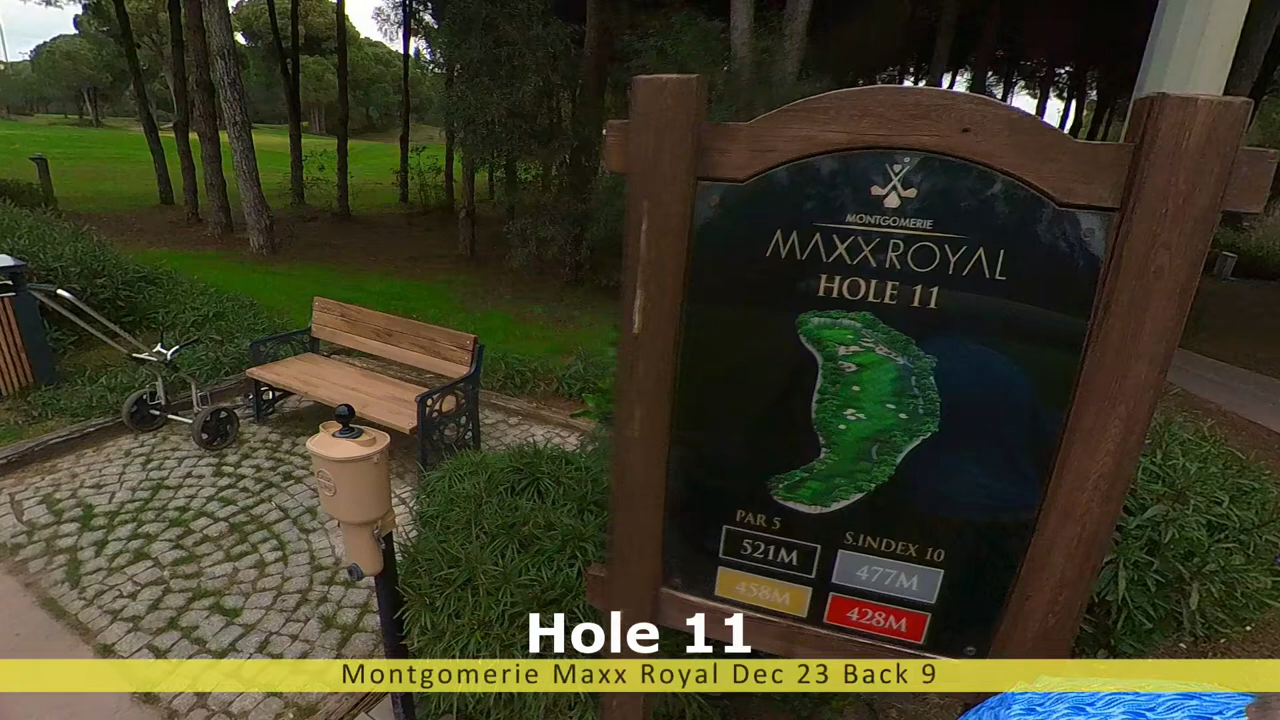 MONTGOMERIE
MAXX ROYAL
HOLE 11
PAR 5
S.INDEX 10
521M
477M
458M
428M
Hole 11
Montgomerie Maxx Royal Dec 23 Back 9